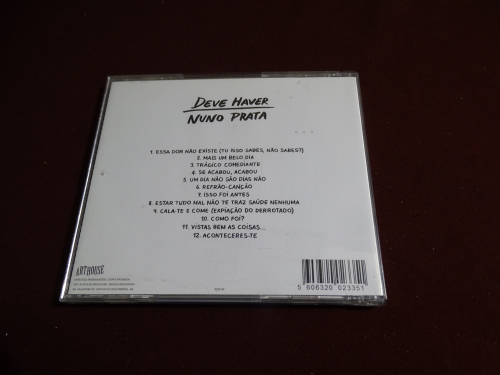 DEVE HAVER
NUNO PRATA
1. ESSA DOR NÃO EXISTE (TU ISSO SABES, NÃO SABES?)
2. MAIS UM BELO DIA
3. TRÁGICO COMEDIANTE
4. SE ACABOU, ACABOU
5. UM DIA NÃO SÃO DIAS NÃO
6. REFRÃO-CANÇÃO
7. ISSO FOI ANTES
8. ESTAR TUDO MAL NÃO TE TRAZ SAÚDE NENHUMA
9. CALA-TE E COME (EXPIAÇÃO DO DERROTADO)
10. COMO FOI?
11. VISTAS BEM AS COISAS...
12. ACONTECERES-TE
ARTHOUSE
5 606320 023351